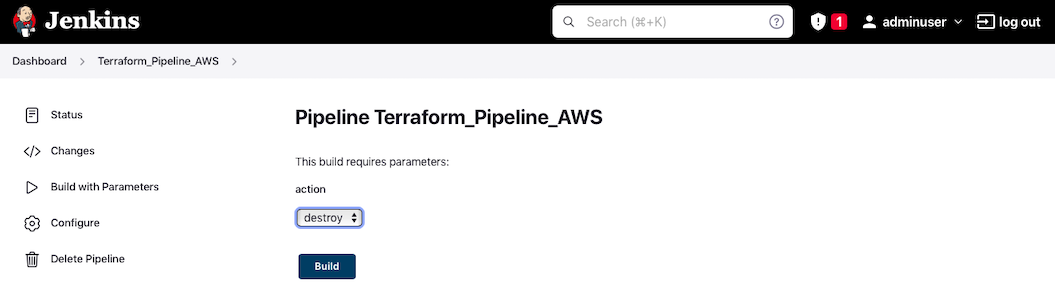 Jenkins
Search (⌘+K)
1
adminuser
log out
Dashboard
Terraform_Pipeline_AWS
Status
Changes
Build with Parameters
Configure
Delete Pipeline
Pipeline Terraform_Pipeline_AWS
This build requires parameters:
action
destroy
Build